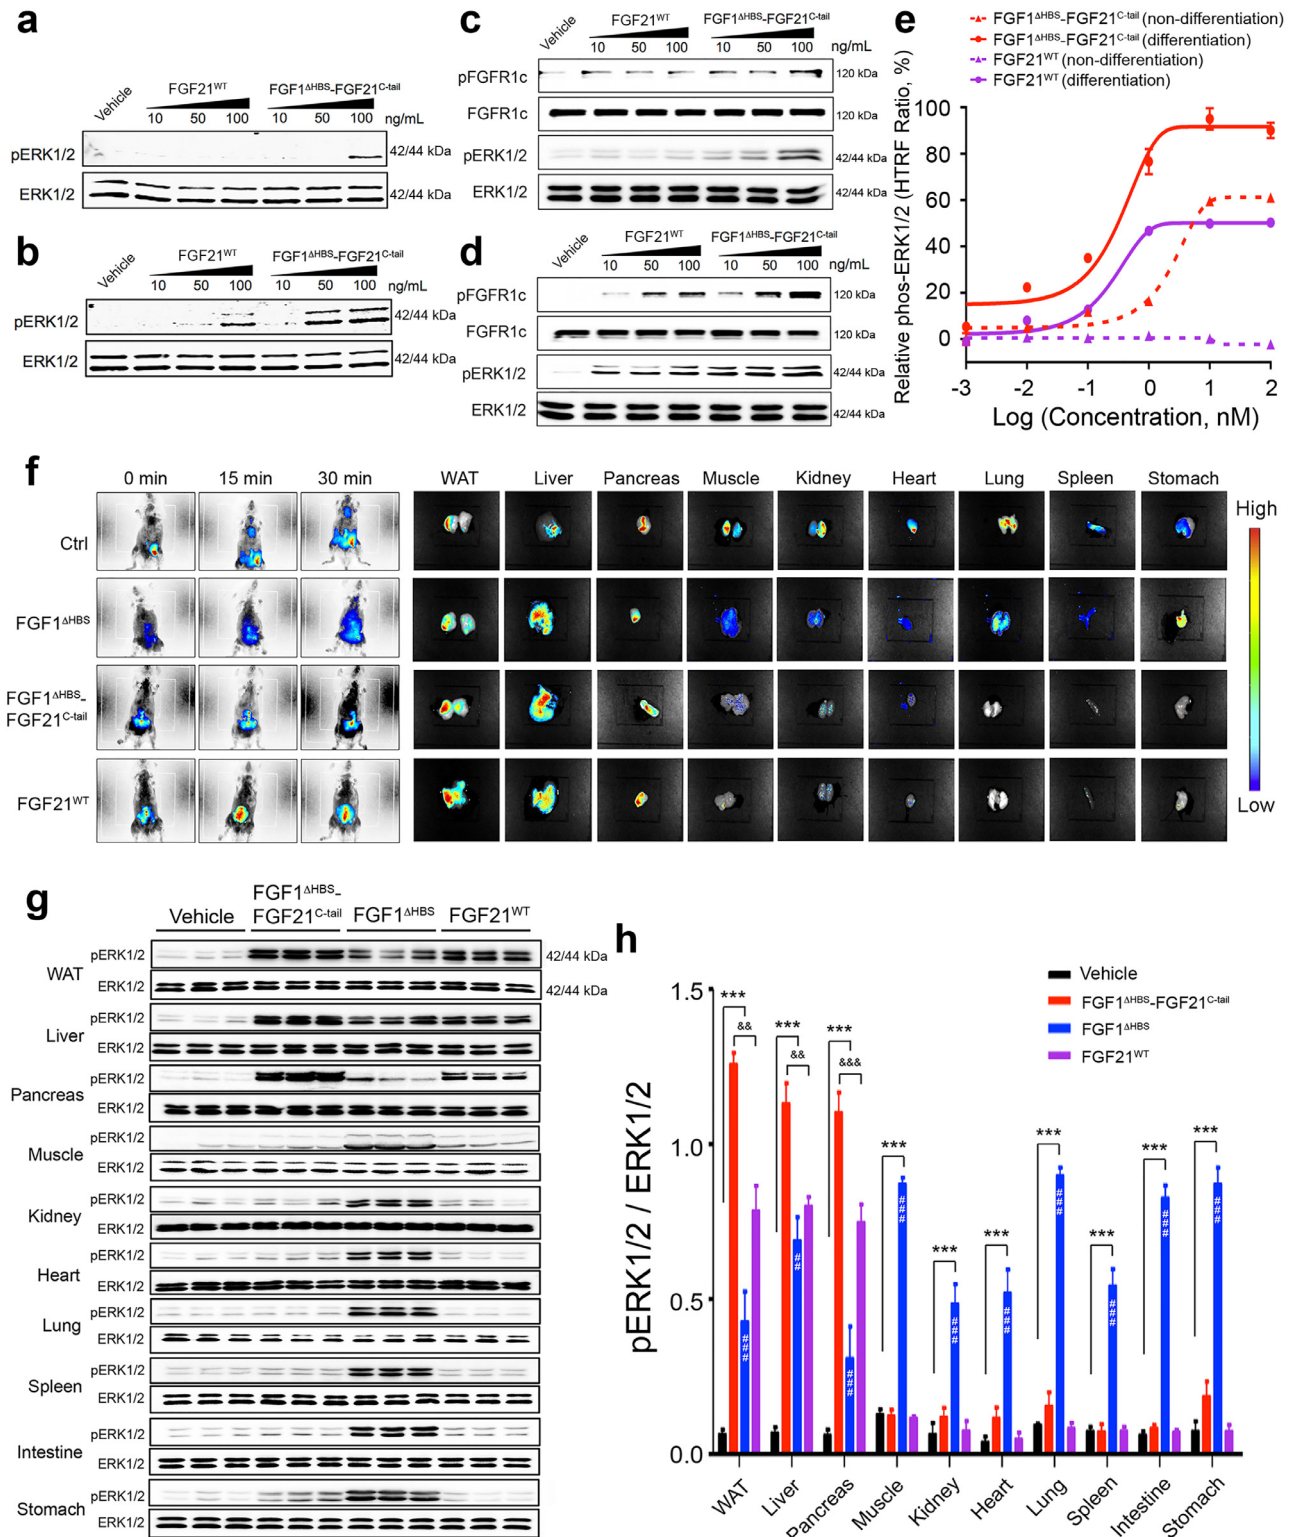 a
Vehicle
FGF21WT
FGF1ΔHBS-FGF21C-tail
10 50 100 10 50 100 ng/mL
pERK1/2
42/44 kDa
ERK1/2
42/44 kDa
b
Vehicle
FGF21WT
FGF1ΔHBS-FGF21C-tail
10 50 100 10 50 100 ng/mL
pERK1/2
42/44 kDa
ERK1/2
42/44 kDa
c
Vehicle
FGF21WT
FGF1ΔHBS-FGF21C-tail
10 50 100 10 50 100 ng/mL
pFGFR1c
120 kDa
FGFR1c
120 kDa
pERK1/2
42/44 kDa
ERK1/2
42/44 kDa
d
Vehicle
FGF21WT
FGF1ΔHBS-FGF21C-tail
10 50 100 10 50 100 ng/mL
pFGFR1c
120 kDa
FGFR1c
120 kDa
pERK1/2
42/44 kDa
ERK1/2
42/44 kDa
e
FGF1ΔHBS-FGF21C-tail (non-differentiation)
FGF1ΔHBS-FGF21C-tail (differentiation)
FGF21WT (non-differentiation)
FGF21WT (differentiation)
Relative phos-ERK1/2 (HTRF Ratio, %)
100
80
60
40
20
0
-3 -2 -1 0 1 2
Log (Concentration, nM)
f
0 min 15 min 30 min WAT Liver Pancreas Muscle Kidney Heart Lung Spleen Stomach
Ctrl
FGF1ΔHBS
FGF1ΔHBS-
FGF21C-tail
FGF21WT
High
Low
g
Vehicle
FGF1ΔHBS-
FGF21C-tail
FGF1ΔHBS
FGF21WT
WAT
pERK1/2
42/44 kDa
ERK1/2
42/44 kDa
Liver
pERK1/2
ERK1/2
Pancreas
pERK1/2
ERK1/2
Muscle
pERK1/2
ERK1/2
Kidney
pERK1/2
ERK1/2
Heart
pERK1/2
ERK1/2
Lung
pERK1/2
ERK1/2
Spleen
pERK1/2
ERK1/2
Intestine
pERK1/2
ERK1/2
Stomach
pERK1/2
ERK1/2
h
Vehicle
FGF1ΔHBS-FGF21C-tail
FGF1ΔHBS
FGF21WT
pERK1/2 / ERK1/2
1.5
1.0
0.5
0.0
*** *** *** *** *** *** *** *** *** ***
&& && &&&
### ## ### ### ### ### ### ### ### ###
WAT Liver Pancreas Muscle Kidney Heart Lung Spleen Intestine Stomach